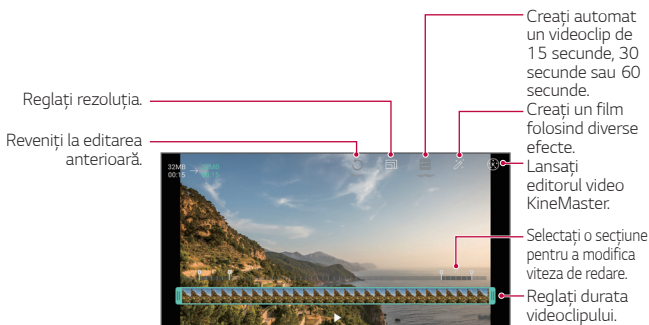 Creați automat
un videoclip de
15 secunde, 30
secunde sau 60
secunde.
Reglați rezoluția.
Creați un film
folosind diverse
efecte.
Reveniți la editarea
anterioară.
Lansați
editorul video
KineMaster.
32MB
00:15
Selectați o secțiune
pentru a modifica
viteza de redare.
Reglați durata
videoclipului.